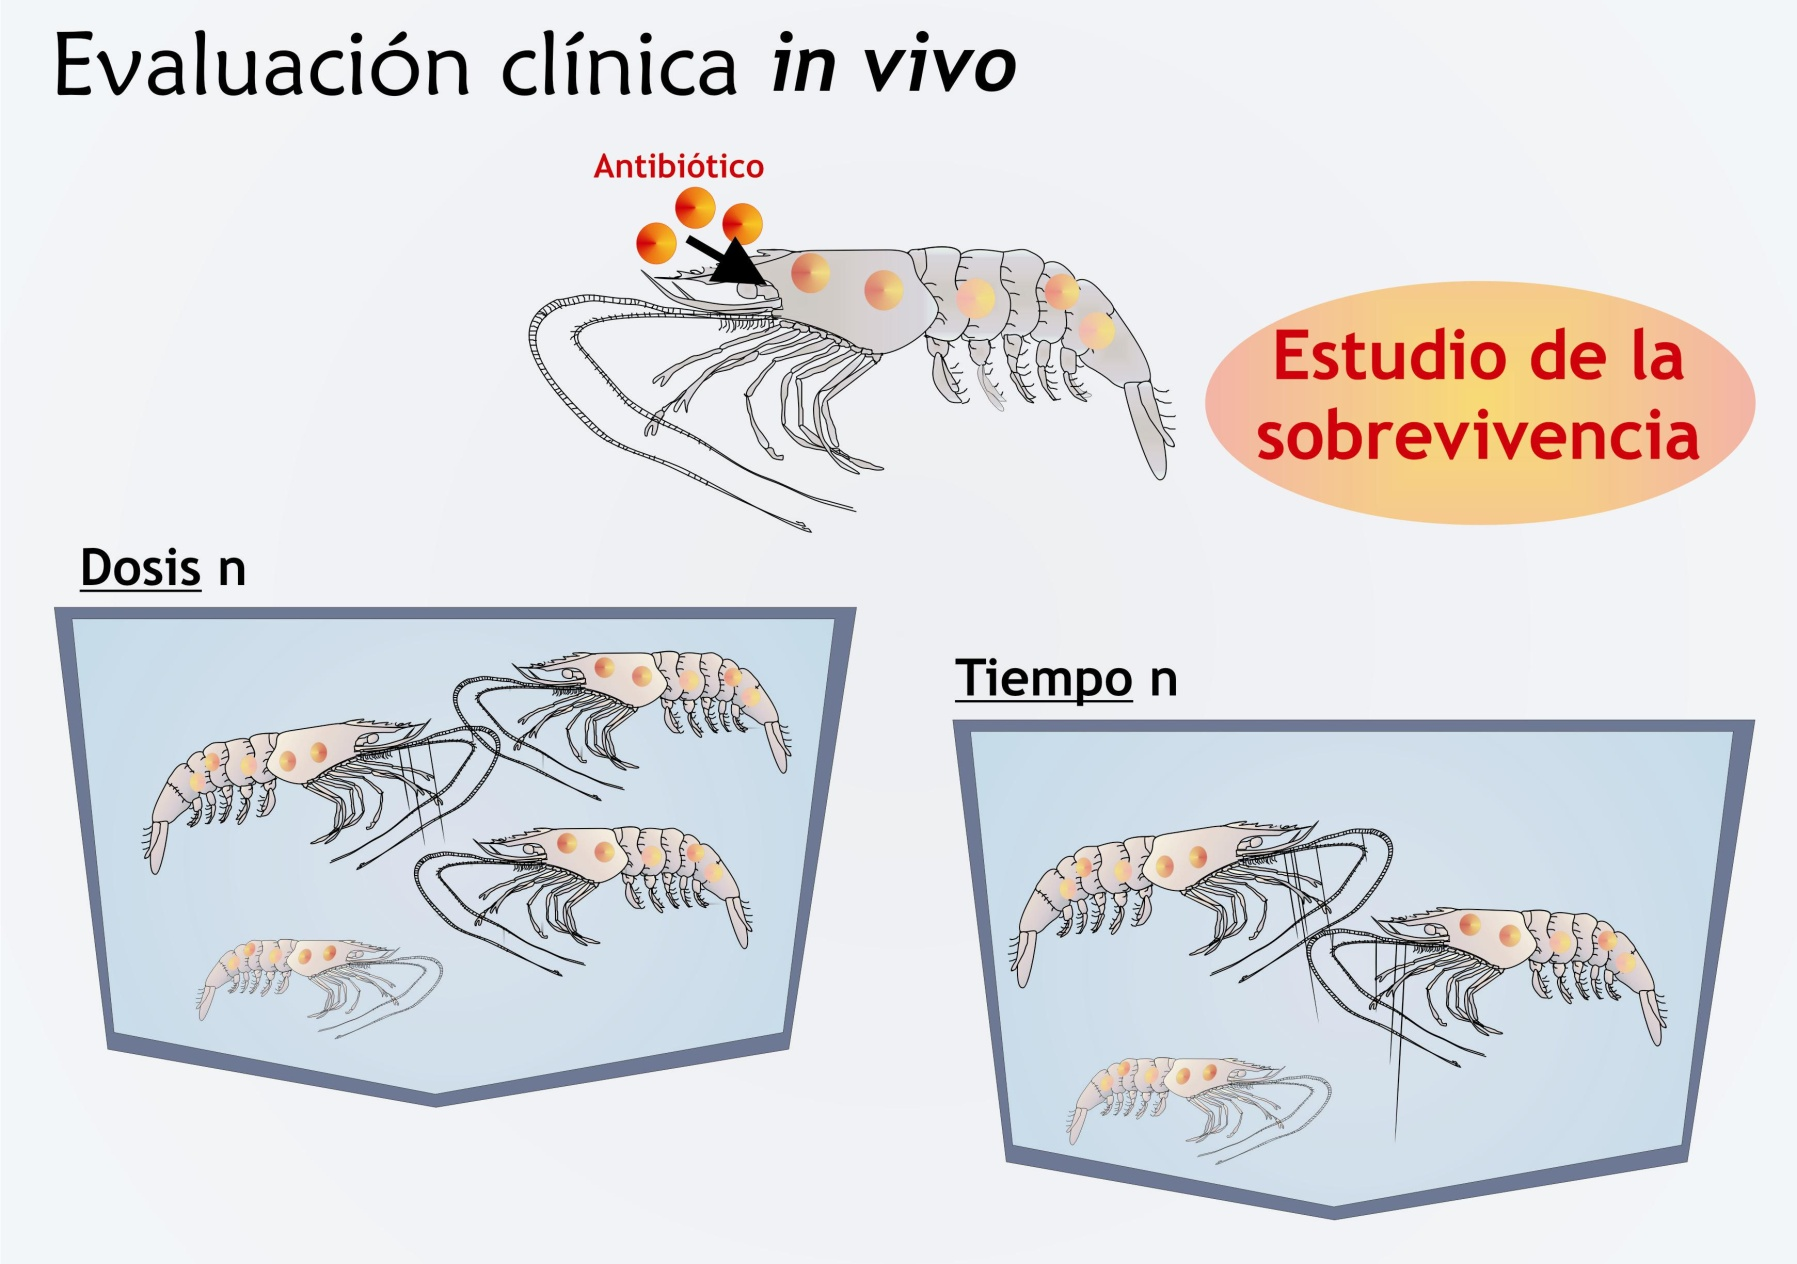 Evaluación clínica in vivo
Antibiótico
Estudio de la
sobrevivencia
Dosis n
Tiempo n